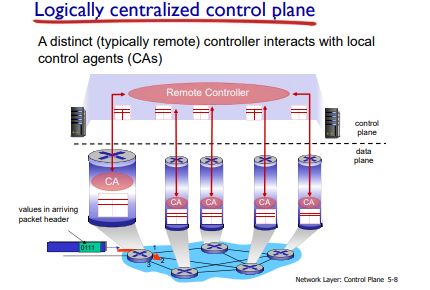 Logically centralized control plane
A distinct (typically remote) controller interacts with local
control agents (CAs)
Remote Controller
control
plane
data
plane
CA
CA
CA
CA
CA
values in arriving
packet header
0111
1
2
3
Network Layer: Control Plane 5-8